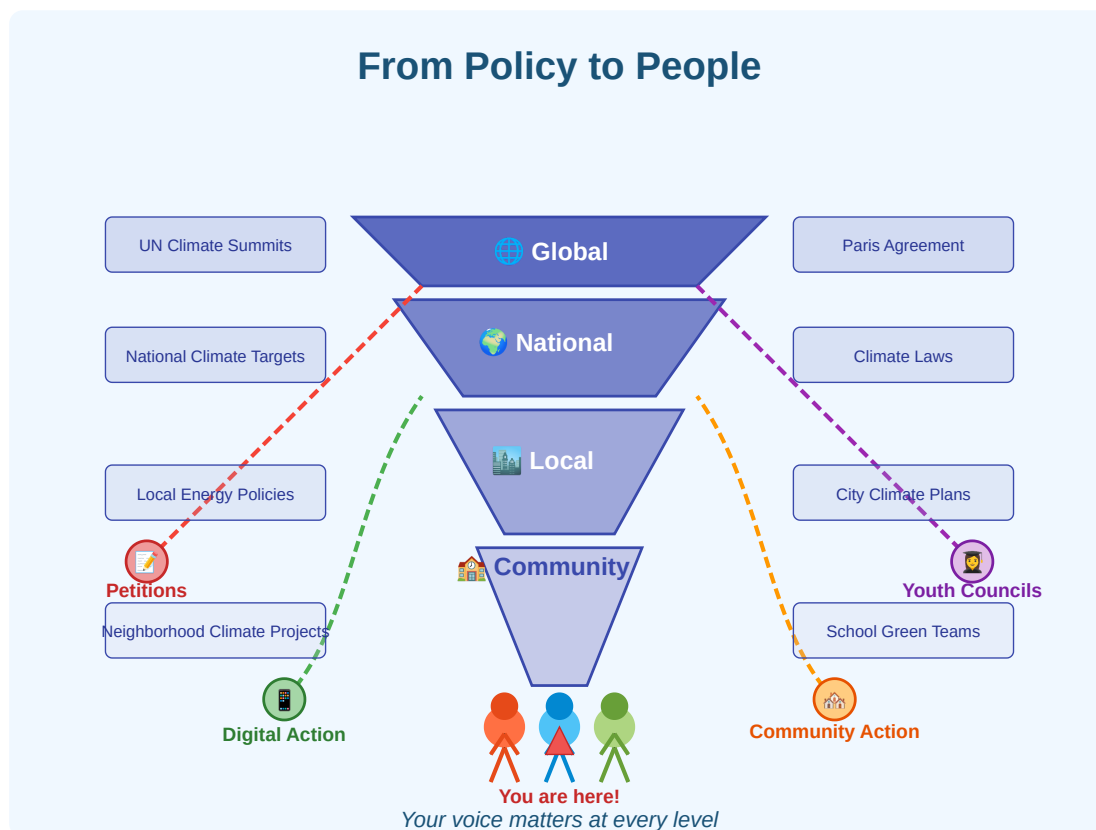 From Policy to People
UN Climate Summits
Global
Paris Agreement
National Climate Targets
National
Climate Laws
Local Energy Policies
Local
City Climate Plans
Community
Petitions
Youth Councils
Neighborhood Climate Projects
School Green Teams
Digital Action
Community Action
You are here!
Your voice matters at every level